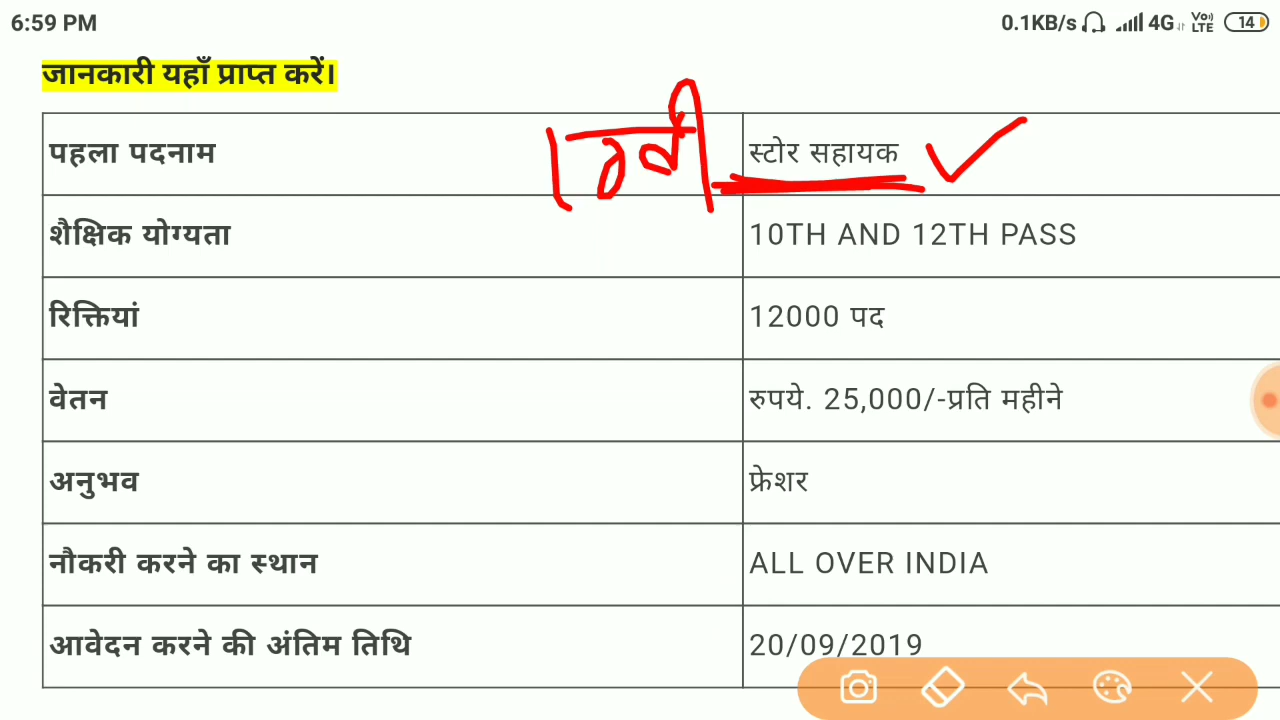 6:59 PM 0.1KB/s 4G Vo)) LTE 14
जानकारी यहाँ प्राप्त करें।
पहला पदनाम स्टोर सहायक
शैक्षिक योग्यता 10TH AND 12TH PASS
रिक्तियां 12000 पद
वेतन रुपये. 25,000/-प्रति महीने
अनुभव फ्रेशर
नौकरी करने का स्थान ALL OVER INDIA
आवेदन करने की अंतिम तिथि 20/09/2019